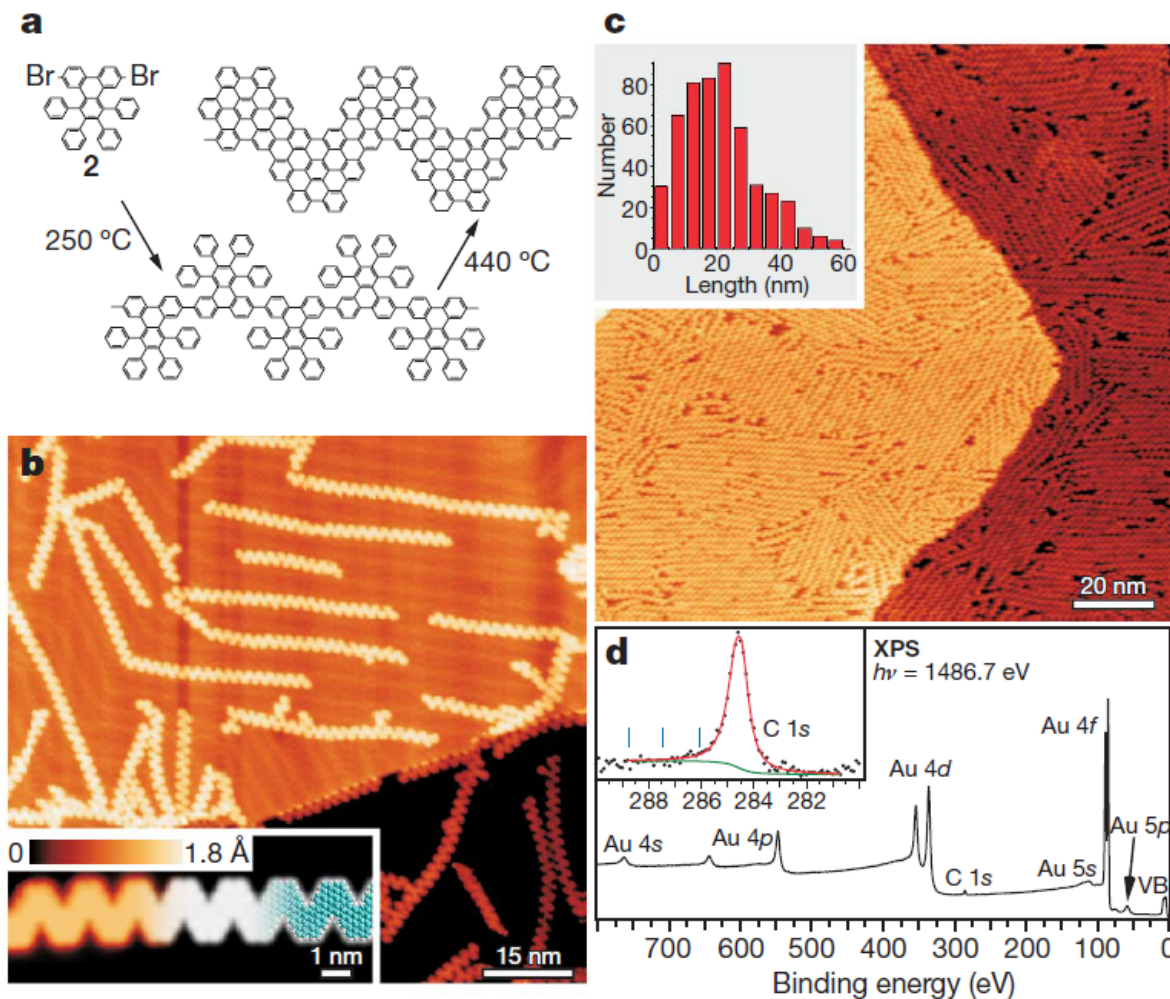 a
Br
Br
2
250 ºC
440 ºC
b
0
1.8 Å
1 nm
15 nm
c
Number
80
60
40
20
0
0
20
40
60
Length (nm)
20 nm
d
XPS
hν = 1486.7 eV
C 1s
288
286
284
282
Au 4s
Au 4p
Au 4d
C 1s
Au 5s
Au 4f
Au 5p
VB
700
600
500
400
300
200
100
0
Binding energy (eV)